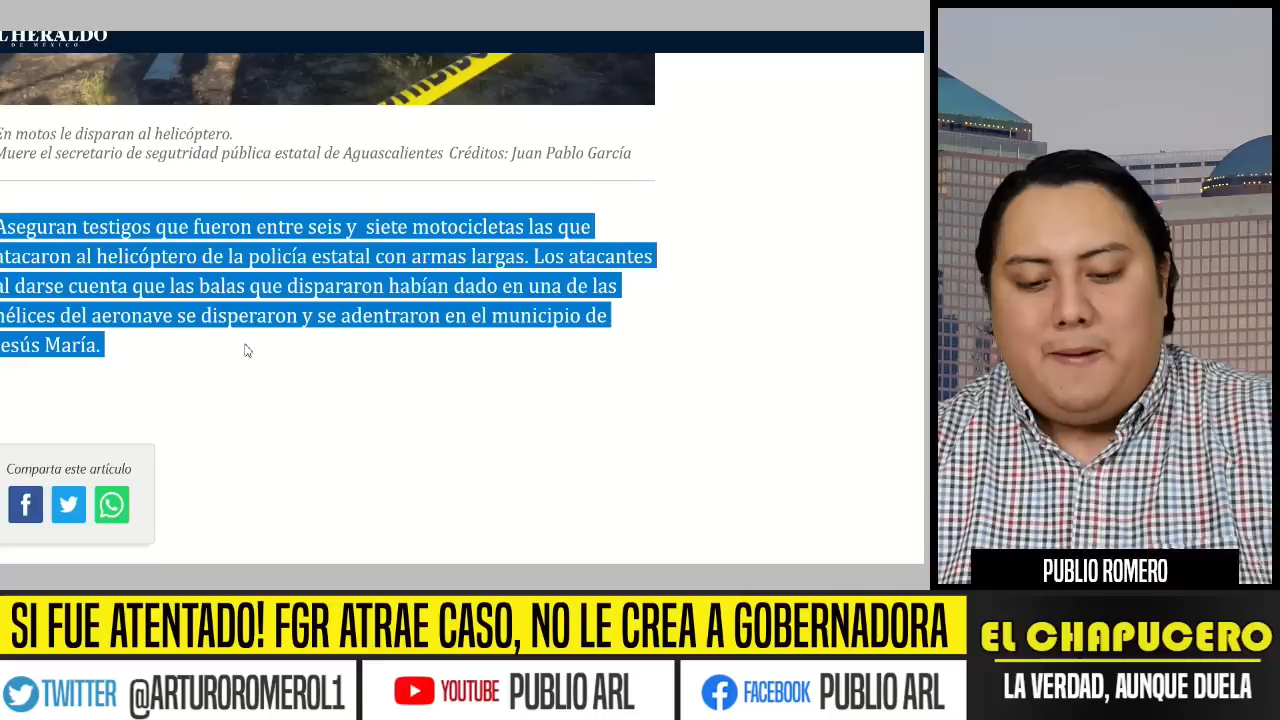 L HERALDO
DE MÉXICO
En motos le disparan al helicóptero.
Muere el secretario de segutridad pública estatal de Aguascalientes Créditos: Juan Pablo García
Aseguran testigos que fueron entre seis y siete motocicletas las que
atacaron al helicóptero de la policía estatal con armas largas. Los atacantes
al darse cuenta que las balas que dispararon habían dado en una de las
hélices del aeronave se disperaron y se adentraron en el municipio de
Jesús María.
Comparta este artículo
PUBLIO ROMERO
SI FUE ATENTADO! FGR ATRAE CASO, NO LE CREA A GOBERNADORA
TWITTER @ARTUROROMEROL1
YOUTUBE PUBLIO ARL
FACEBOOK PUBLIO ARL
EL CHAPUCERO
LA VERDAD, AUNQUE DUELA